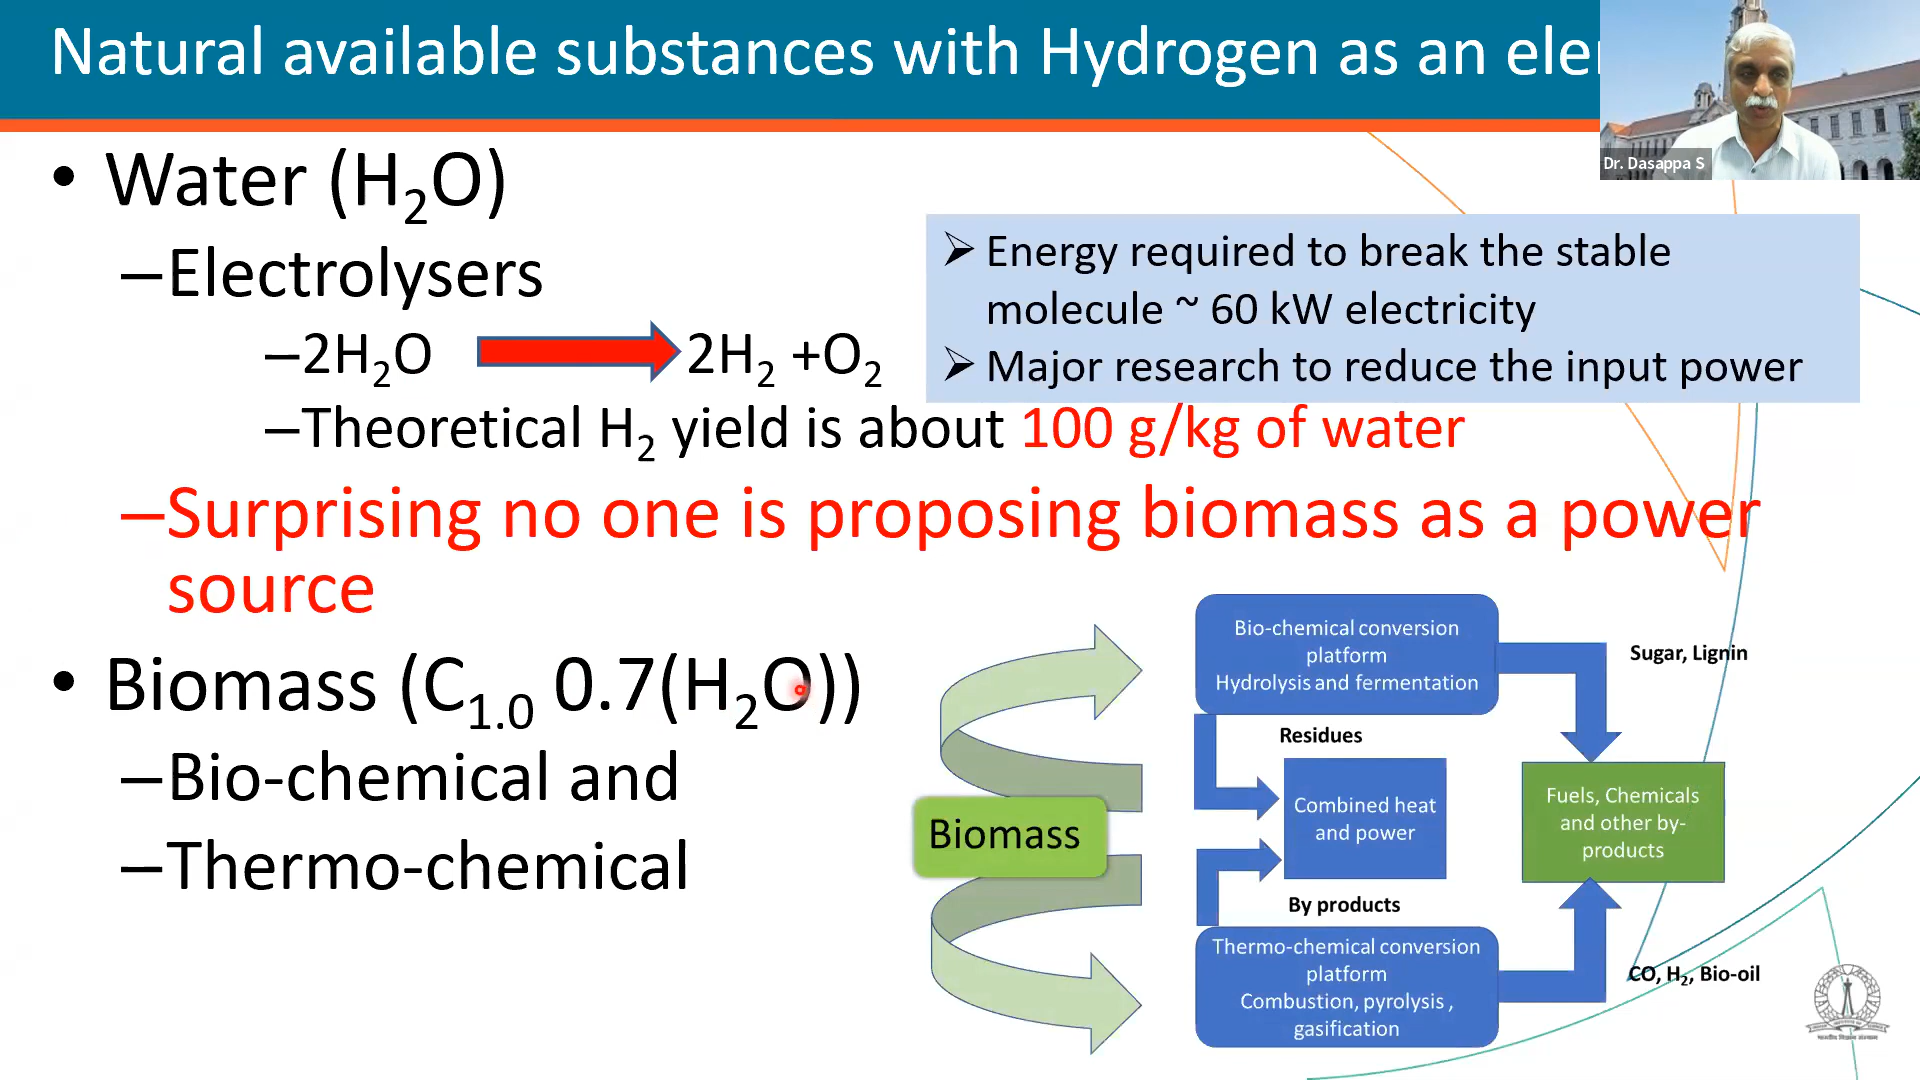 Natural available substances with Hydrogen as an
Dr. Dasappa S
• Water (H₂O)
–Electrolysers
–2H₂O 2H₂ +O₂
–Theoretical H₂ yield is about 100 g/kg of water
➢ Energy required to break the stable
molecule ~ 60 kW electricity
➢ Major research to reduce the input power
–Surprising no one is proposing biomass as a power
source
• Biomass (C₁.₀ 0.7(H₂O))
–Bio-chemical and
–Thermo-chemical
Biomass
Bio-chemical conversion
platform
Hydrolysis and fermentation
Sugar, Lignin
Residues
Combined heat
and power
Fuels, Chemicals
and other by-
products
By products
Thermo-chemical conversion
platform
Combustion, pyrolysis ,
gasification
CO, H₂, Bio-oil